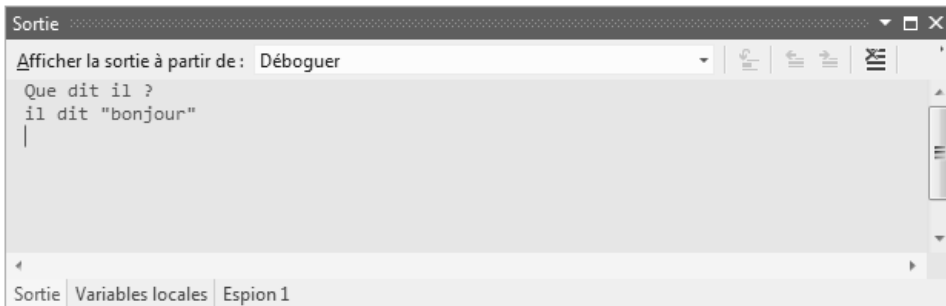 Sortie
Afficher la sortie à partir de : Déboguer
Que dit il ?
il dit "bonjour"
Sortie Variables locales Espion 1